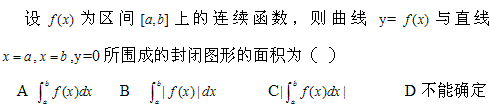 设 f(x) 为区间 [a,b] 上的连续函数，则曲线 y= f(x) 与直线
x=a, x=b ,y=0 所围成的封闭图形的面积为（ ）
A ∫_a^b f(x)dx B ∫_a^b | f(x) | dx C|∫_a^b f(x)dx | D 不能确定